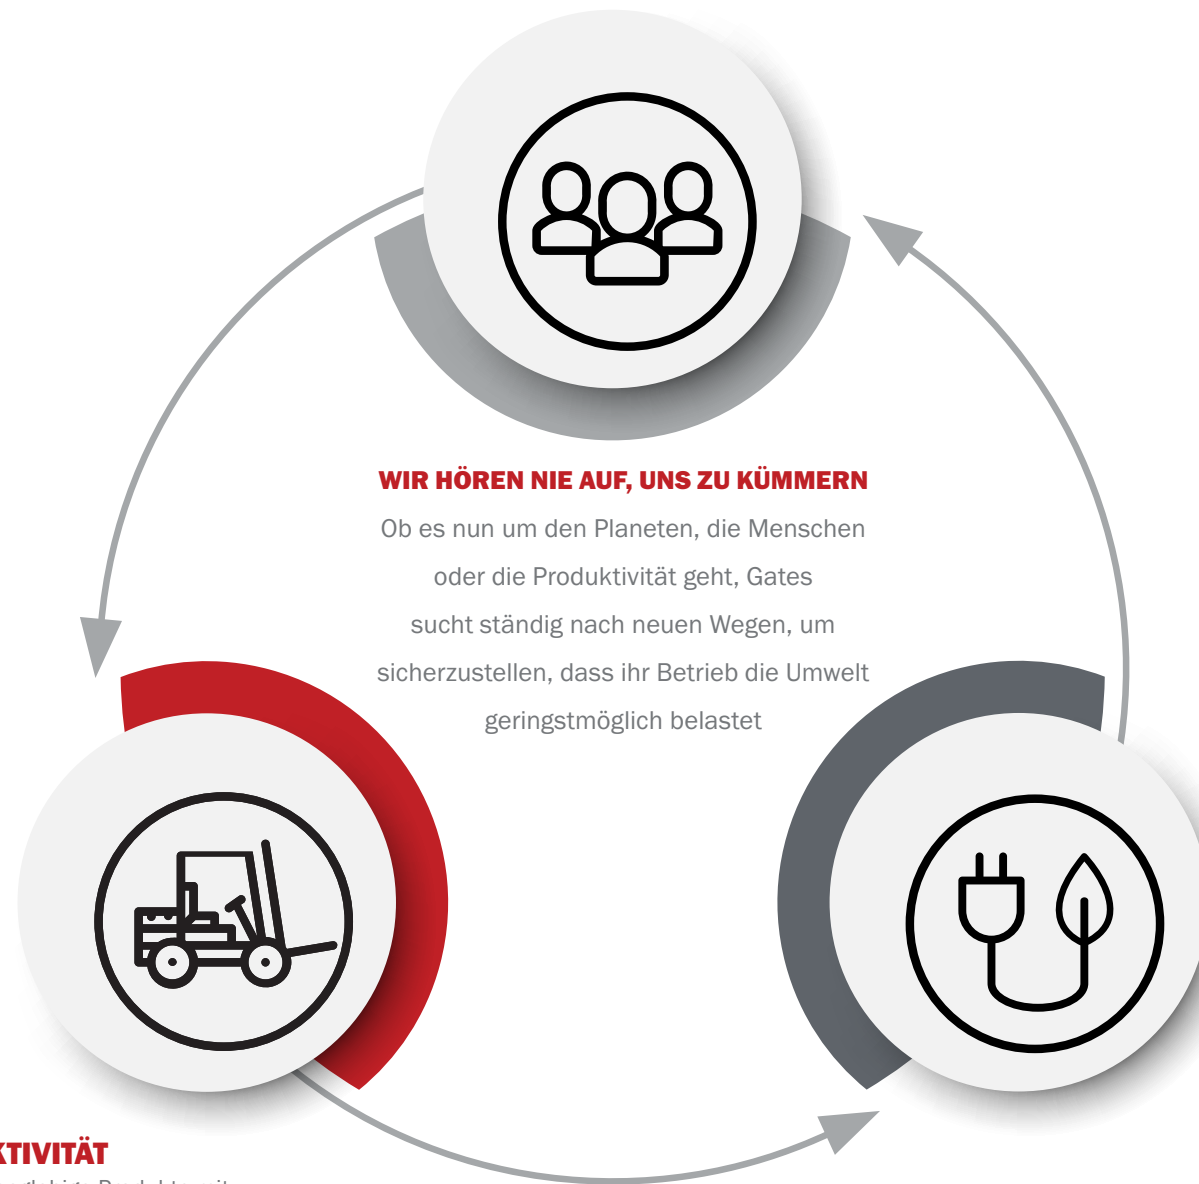 WIR HÖREN NIE AUF, UNS ZU KÜMMERN
Ob es nun um den Planeten, die Menschen
oder die Produktivität geht, Gates
sucht ständig nach neuen Wegen, um
sicherzustellen, dass ihr Betrieb die Umwelt
geringstmöglich belastet
KTIVITÄT